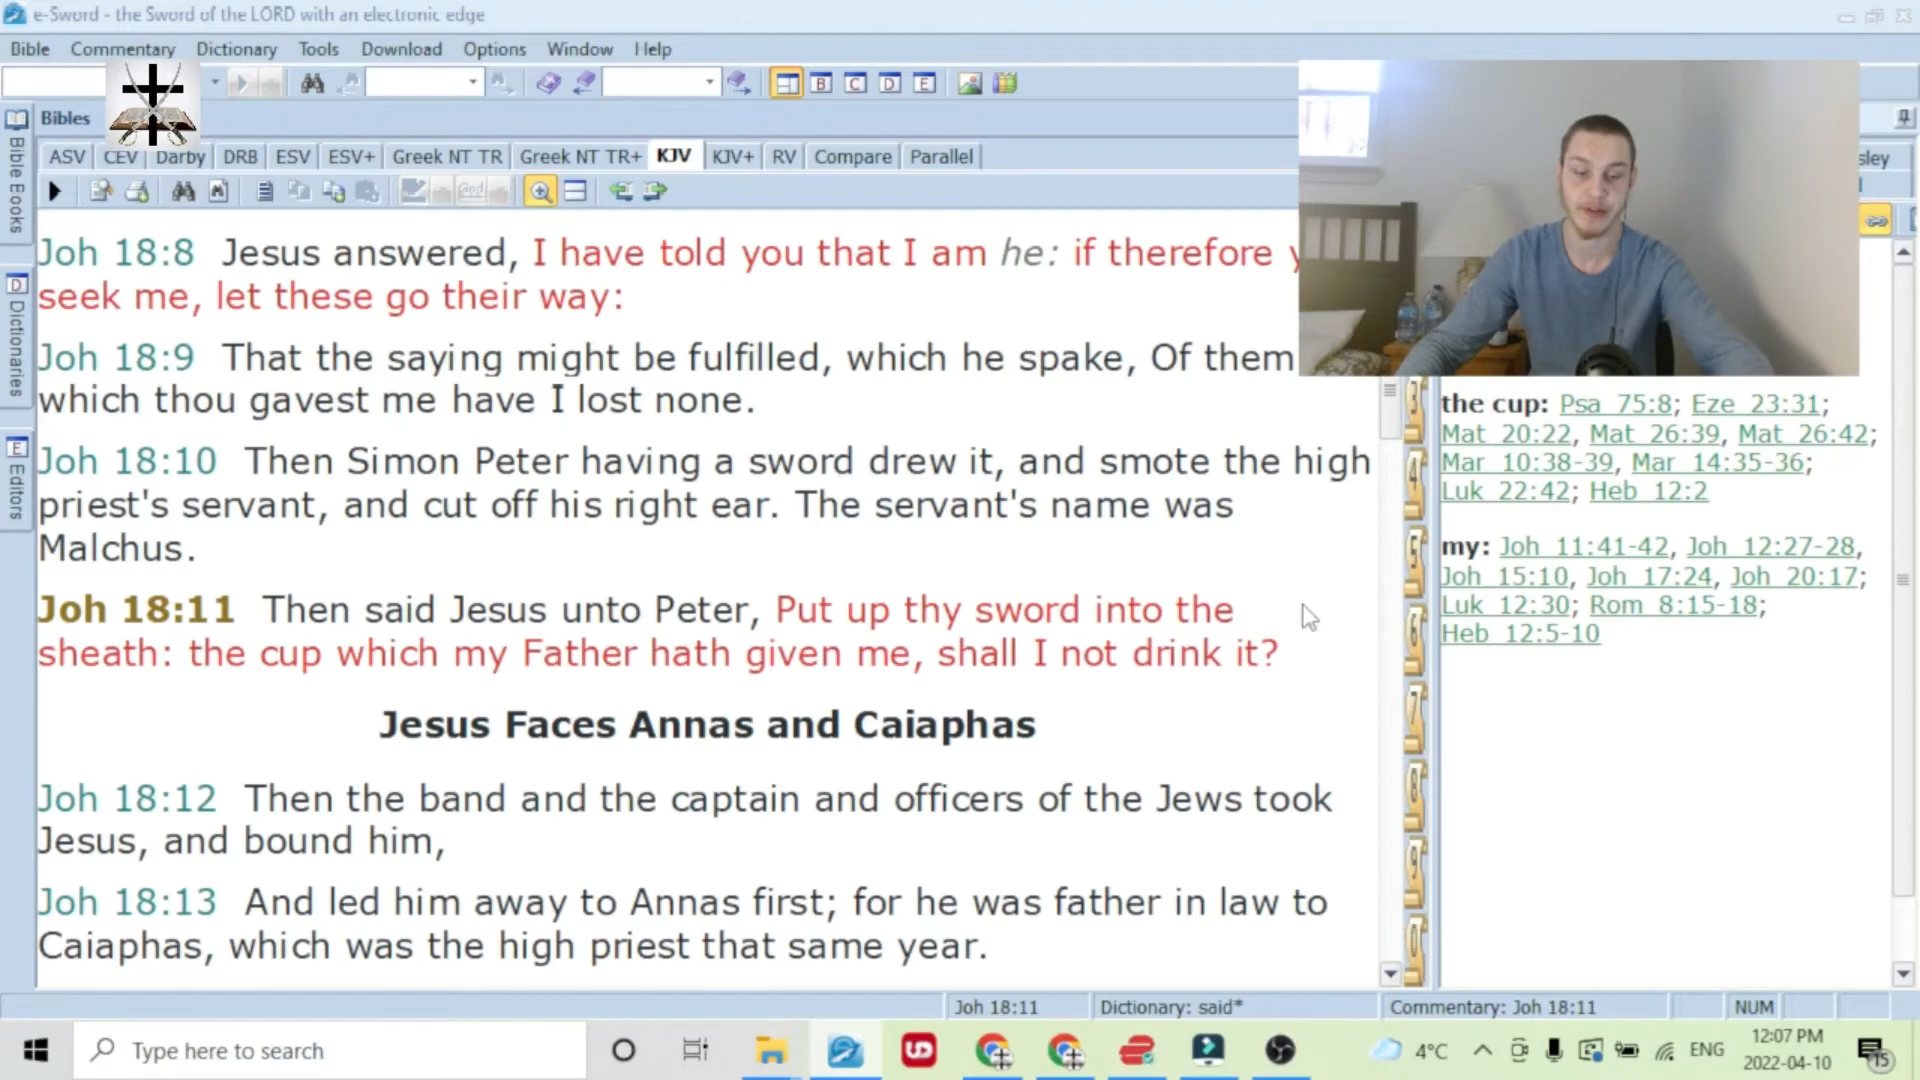 e-Sword - the Sword of the LORD with an electronic edge
Bible Commentary Dictionary Tools Download Options Window Help
B C D E
Bibles
ASV CEV Darby DRB ESV ESV+ Greek NT TR Greek NT TR+ KJV KJV+ RV Compare Parallel
sley
Bible Books
D Dictionaries
E Editors
Joh 18:8 Jesus answered, I have told you that I am he: if therefore
seek me, let these go their way:
Joh 18:9 That the saying might be fulfilled, which he spake, Of them
which thou gavest me have I lost none.
Joh 18:10 Then Simon Peter having a sword drew it, and smote the high
priest's servant, and cut off his right ear. The servant's name was
Malchus.
Joh 18:11 Then said Jesus unto Peter, Put up thy sword into the
sheath: the cup which my Father hath given me, shall I not drink it?
Jesus Faces Annas and Caiaphas
Joh 18:12 Then the band and the captain and officers of the Jews took
Jesus, and bound him,
Joh 18:13 And led him away to Annas first; for he was father in law to
Caiaphas, which was the high priest that same year.
3
4
5
6
7
8
9
0
the cup: Psa 75:8; Eze 23:31;
Mat 20:22, Mat 26:39, Mat 26:42;
Mar 10:38-39, Mar 14:35-36;
Luk 22:42; Heb 12:2
my: Joh 11:41-42, Joh 12:27-28,
Joh 15:10, Joh 17:24, Joh 20:17;
Luk 12:30; Rom 8:15-18;
Heb 12:5-10
Joh 18:11 Dictionary: said* Commentary: Joh 18:11 NUM
Type here to search
4°C ENG
12:07 PM
2022-04-10
15